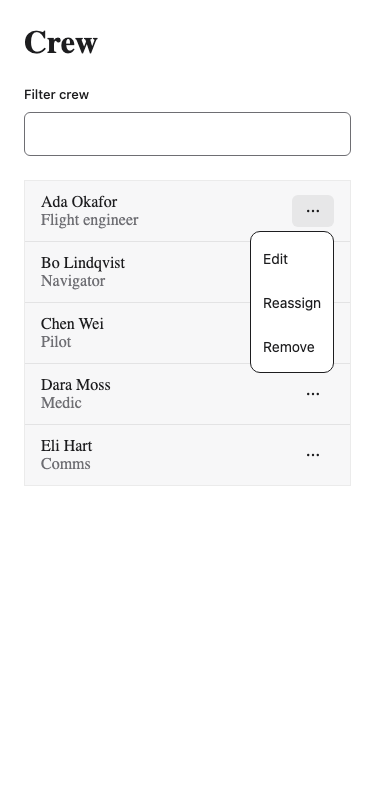 Crew
Filter crew
Ada Okafor
Flight engineer
...
Edit
Bo Lindqvist
Navigator
Reassign
Chen Wei
Pilot
Remove
Dara Moss
Medic
...
Eli Hart
Comms
...